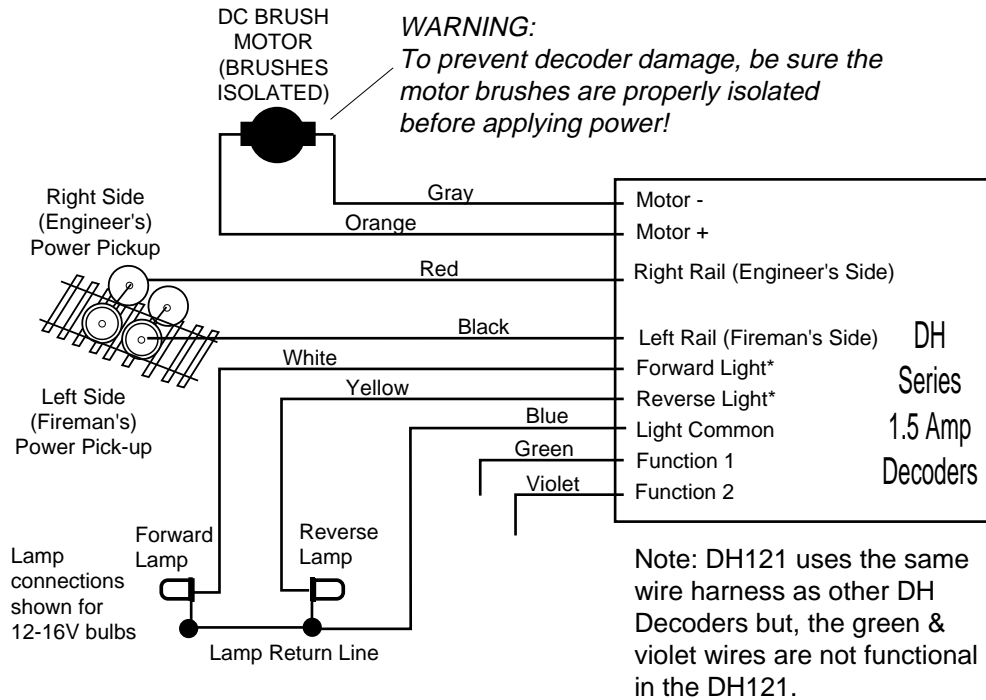 DC BRUSH
MOTOR
(BRUSHES
ISOLATED)
WARNING:
To prevent decoder damage, be sure the
motor brushes are properly isolated
before applying power!
Right Side
(Engineer's)
Power Pickup
Gray
Orange
Red
Black
White
Yellow
Blue
Green
Violet
Motor -
Motor +
Right Rail (Engineer's Side)
Left Rail (Fireman's Side)
Forward Light*
Reverse Light*
Light Common
Function 1
Function 2
DH
Series
1.5 Amp
Decoders
Left Side
(Fireman's)
Power Pick-up
Forward
Lamp
Reverse
Lamp
Lamp
connections
shown for
12-16V bulbs
Lamp Return Line
Note: DH121 uses the same
wire harness as other DH
Decoders but, the green &
violet wires are not functional
in the DH121.